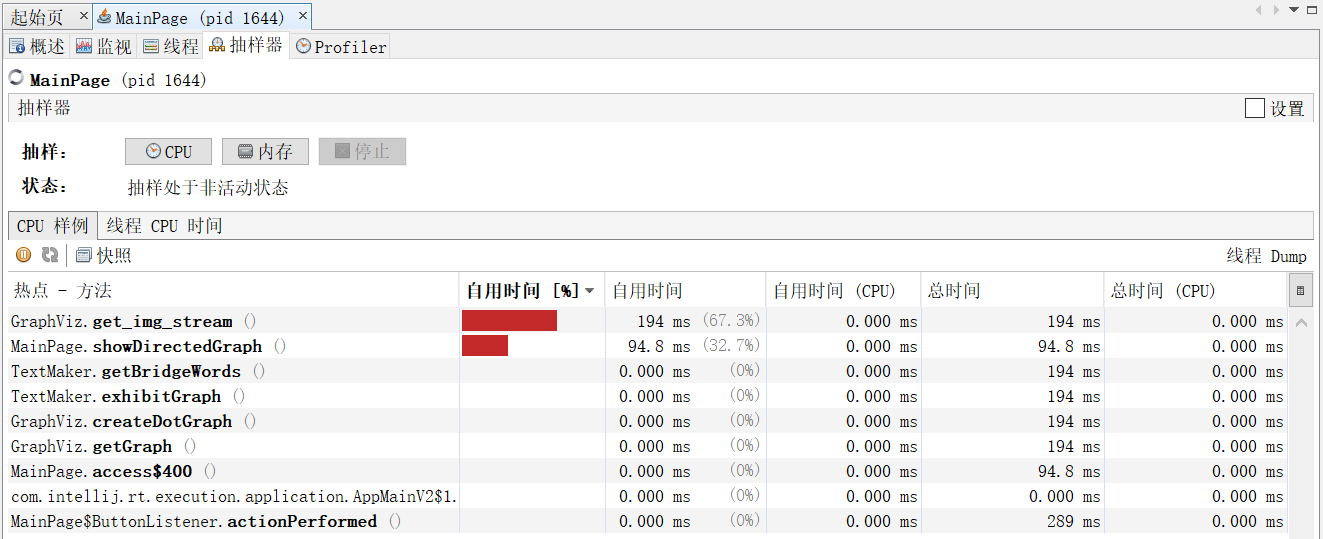 起始页 × MainPage (pid 1644) ×
概述 监视 线程 抽样器 Profiler
MainPage (pid 1644)
抽样器 设置
抽样: CPU 内存 停止
状态: 抽样处于非活动状态
CPU 样例 线程 CPU 时间
快照 线程 Dump
热点 - 方法 自用时间 [%] 自用时间 自用时间 (CPU) 总时间 总时间 (CPU)
GraphViz.get_img_stream () 194 ms (67.3%) 0.000 ms 194 ms 0.000 ms
MainPage.showDirectedGraph () 94.8 ms (32.7%) 0.000 ms 94.8 ms 0.000 ms
TextMaker.getBridgeWords () 0.000 ms (0%) 0.000 ms 194 ms 0.000 ms
TextMaker.exhibitGraph () 0.000 ms (0%) 0.000 ms 194 ms 0.000 ms
GraphViz.createDotGraph () 0.000 ms (0%) 0.000 ms 194 ms 0.000 ms
GraphViz.getGraph () 0.000 ms (0%) 0.000 ms 194 ms 0.000 ms
MainPage.access$400 () 0.000 ms (0%) 0.000 ms 94.8 ms 0.000 ms
com.intellij.rt.execution.application.AppMainV2$1. 0.000 ms (0%) 0.000 ms 0.000 ms 0.000 ms
MainPage$ButtonListener.actionPerformed () 0.000 ms (0%) 0.000 ms 289 ms 0.000 ms